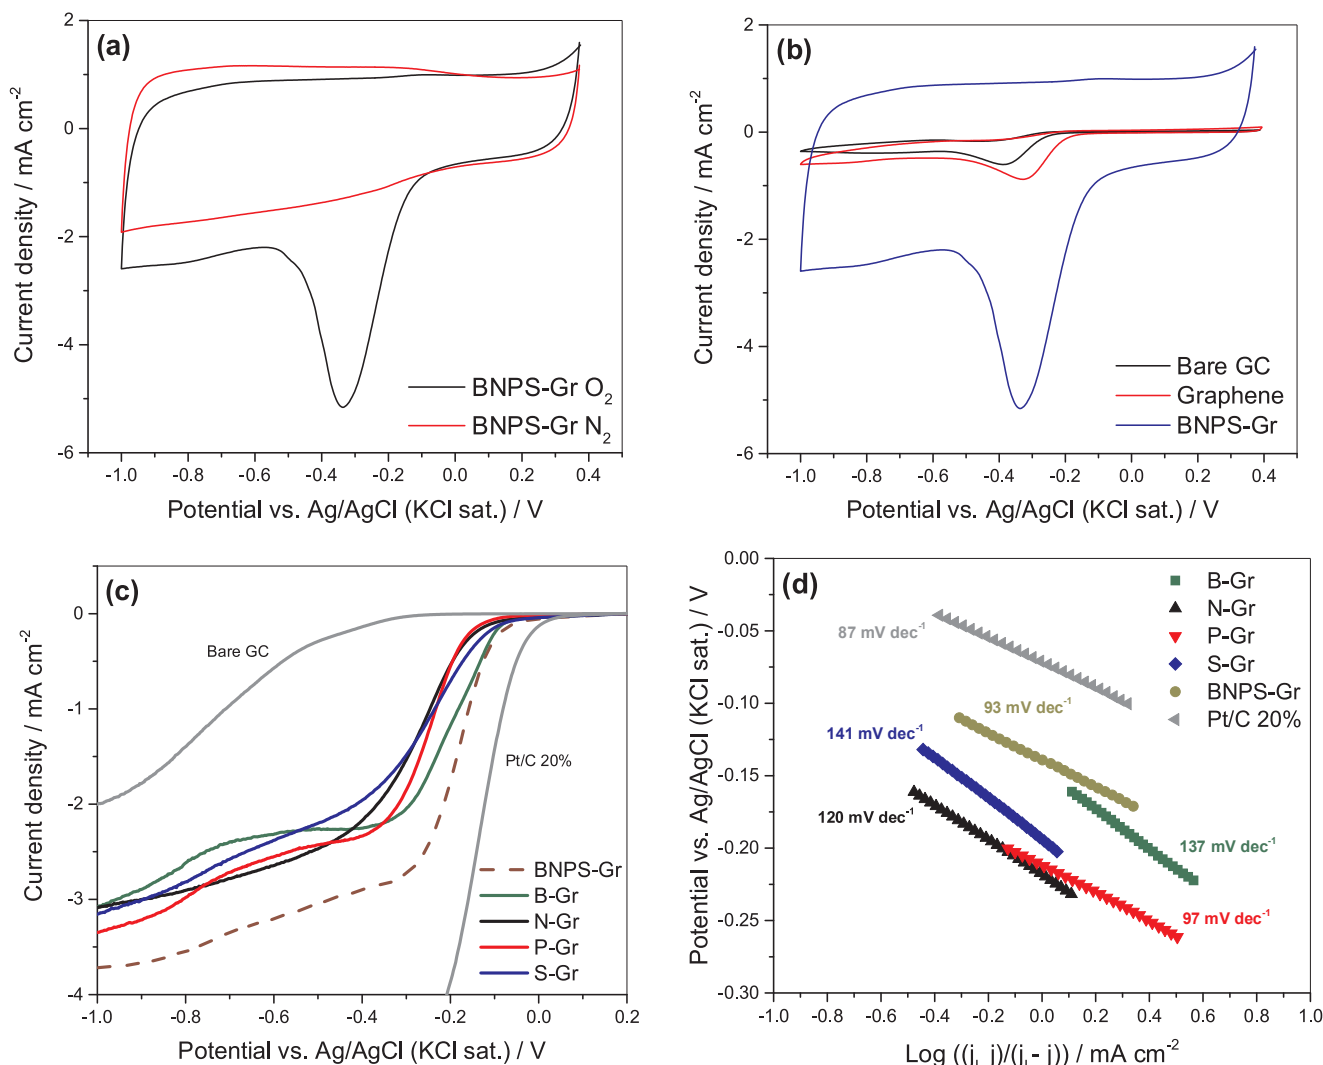 (a)
2
1
0
-2
-4
-6
Current density / mA cm⁻²
BNPS-Gr O₂
BNPS-Gr N₂
-1.0 -0.8 -0.6 -0.4 -0.2 0.0 0.2 0.4
Potential vs. Ag/AgCl (KCl sat.) / V
(b)
2
0
-2
-4
-6
Current density / mA cm⁻²
Bare GC
Graphene
BNPS-Gr
-1.0 -0.8 -0.6 -0.4 -0.2 0.0 0.2 0.4
Potential vs. Ag/AgCl (KCl sat.) / V
(c)
0
-1
-2
-3
-4
Current density / mA cm⁻²
Bare GC
Pt/C 20%
BNPS-Gr
B-Gr
N-Gr
P-Gr
S-Gr
-1.0 -0.8 -0.6 -0.4 -0.2 0.0 0.2
Potential vs. Ag/AgCl (KCl sat.) / V
(d)
0.00
-0.05
-0.10
-0.15
-0.20
-0.25
-0.30
Potential vs. Ag/AgCl (KCl sat.) / V
B-Gr
N-Gr
P-Gr
S-Gr
BNPS-Gr
Pt/C 20%
87 mV dec⁻¹
93 mV dec⁻¹
141 mV dec⁻¹
120 mV dec⁻¹
137 mV dec⁻¹
97 mV dec⁻¹
-1.0 -0.8 -0.6 -0.4 -0.2 0.0 0.2 0.4 0.6 0.8 1.0
Log ((j j)/(j - j)) / mA cm⁻²